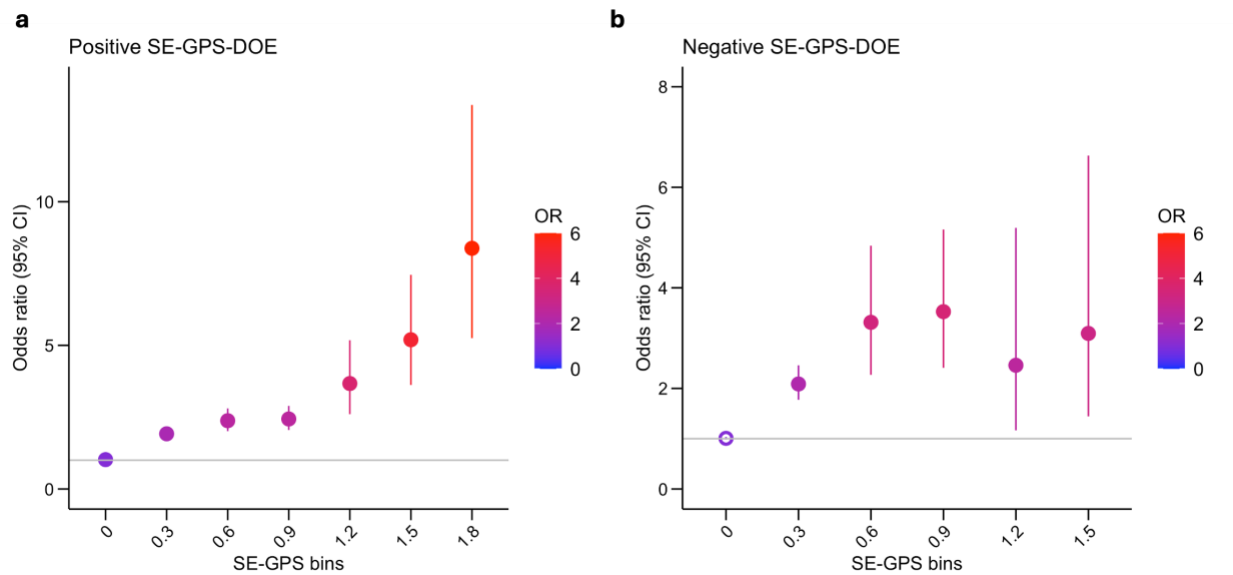 a
Positive SE-GPS-DOE
Odds ratio (95% CI)
10
5
0
0
0.3
0.6
0.9
1.2
1.5
1.8
SE-GPS bins
OR
6
4
2
0
b
Negative SE-GPS-DOE
Odds ratio (95% CI)
8
6
4
2
0
0
0.3
0.6
0.9
1.2
1.5
SE-GPS bins
OR
6
4
2
0